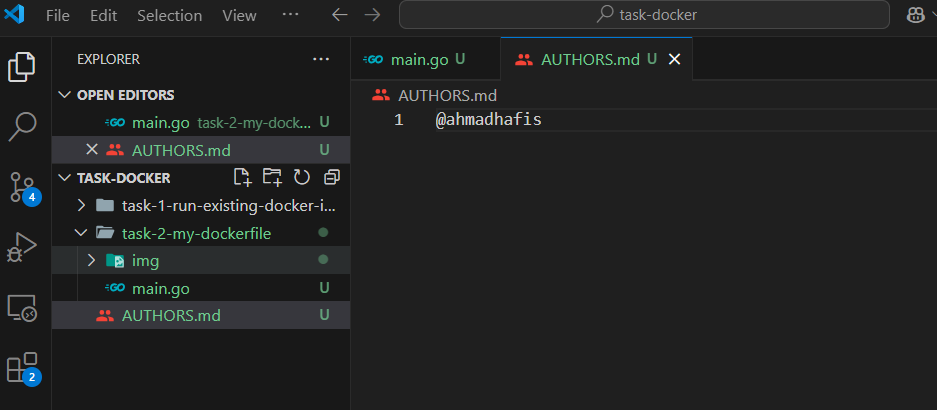 File Edit Selection View ··· task-docker
EXPLORER ···
OPEN EDITORS
main.go task-2-my-dock... U
AUTHORS.md U
TASK-DOCKER
task-1-run-existing-docker-i...
task-2-my-dockerfile
img
main.go U
AUTHORS.md U
4
2
main.go U AUTHORS.md U
AUTHORS.md
1 @ahmadhafis